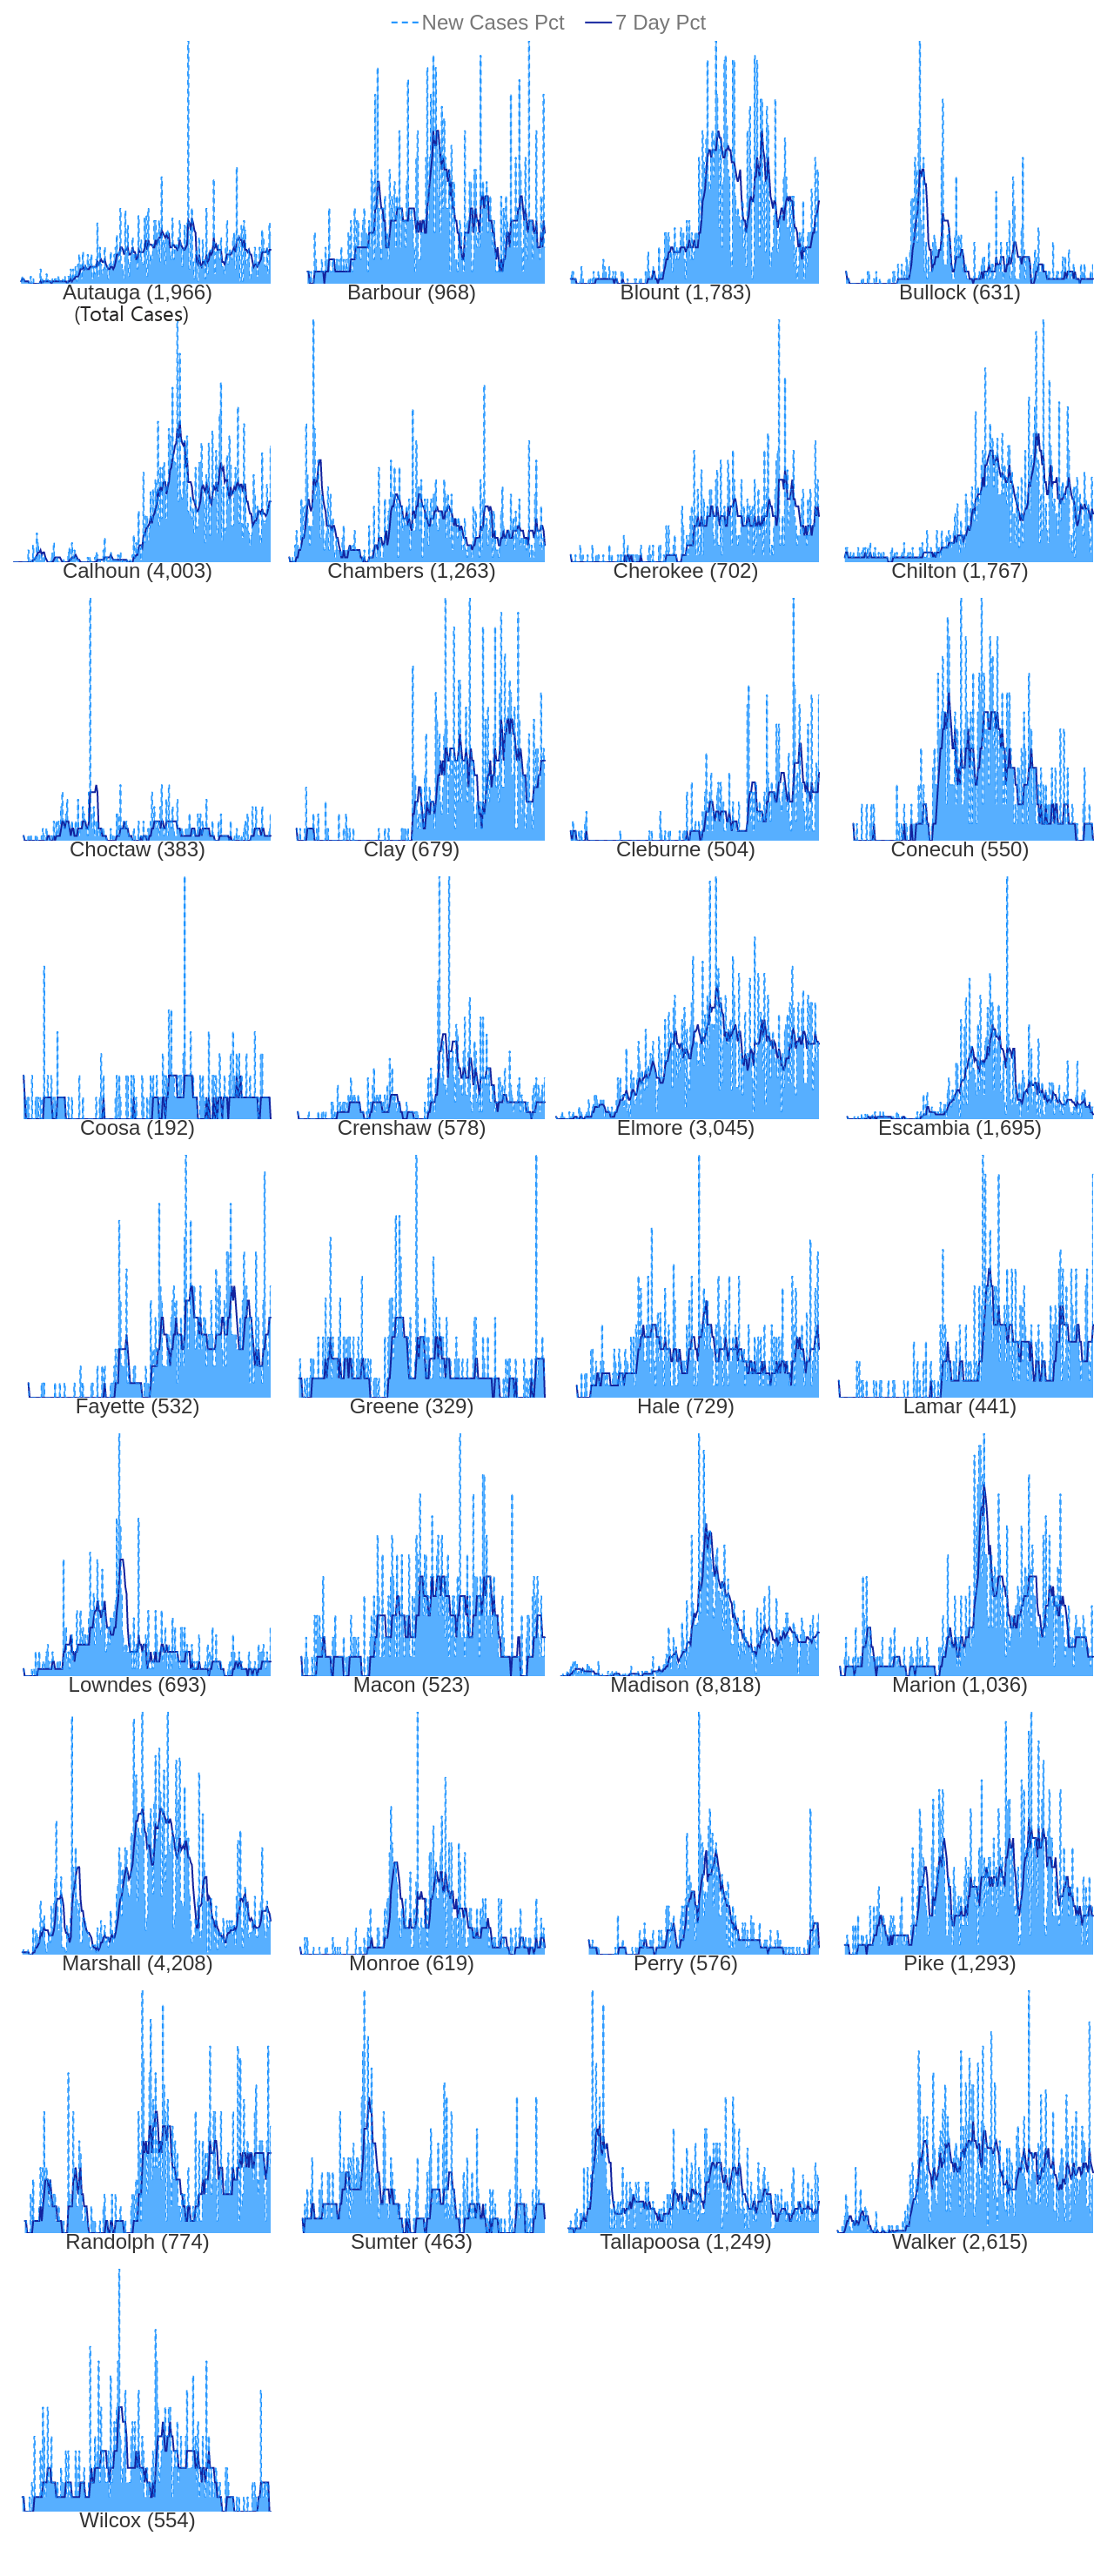 New Cases Pct 7 Day Pct
Autauga (1,966) Barbour (968) Blount (1,783) Bullock (631)
(Total Cases)
Calhoun (4,003) Chambers (1,263) Cherokee (702) Chilton (1,767)
Choctaw (383) Clay (679) Cleburne (504) Conecuh (550)
Coosa (192) Crenshaw (578) Elmore (3,045) Escambia (1,695)
Fayette (532) Greene (329) Hale (729) Lamar (441)
Lowndes (693) Macon (523) Madison (8,818) Marion (1,036)
Marshall (4,208) Monroe (619) Perry (576) Pike (1,293)
Randolph (774) Sumter (463) Tallapoosa (1,249) Walker (2,615)
Wilcox (554)